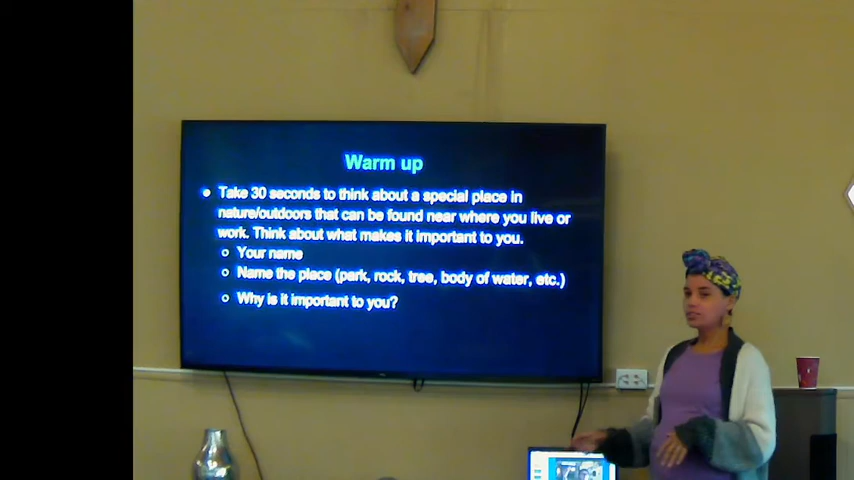 Warm up
Take 30 seconds to think about a special place in
nature/outdoors that can be found near where you live or
work. Think about what makes it important to you.
Your name
Name the place (park, rock, tree, body of water, etc.)
Why is it important to you?